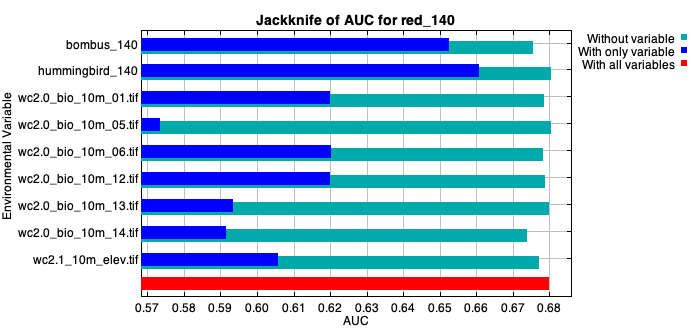 Jackknife of AUC for red_140
Without variable
With only variable
With all variables
Environmental Variable
bombus_140
hummingbird_140
wc2.0_bio_10m_01.tif
wc2.0_bio_10m_05.tif
wc2.0_bio_10m_06.tif
wc2.0_bio_10m_12.tif
wc2.0_bio_10m_13.tif
wc2.0_bio_10m_14.tif
wc2.1_10m_elev.tif
0.57 0.58 0.59 0.60 0.61 0.62 0.63 0.64 0.65 0.66 0.67 0.68
AUC